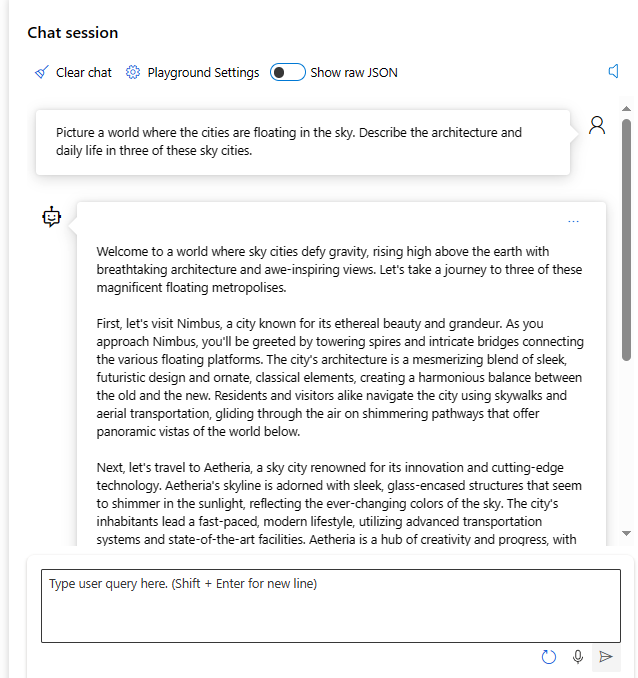 Chat session
Clear chat Playground Settings Show raw JSON
Picture a world where the cities are floating in the sky. Describe the architecture and
daily life in three of these sky cities.
...
Welcome to a world where sky cities defy gravity, rising high above the earth with
breathtaking architecture and awe-inspiring views. Let's take a journey to three of these
magnificent floating metropolises.
First, let's visit Nimbus, a city known for its ethereal beauty and grandeur. As you
approach Nimbus, you'll be greeted by towering spires and intricate bridges connecting
the various floating platforms. The city's architecture is a mesmerizing blend of sleek,
futuristic design and ornate, classical elements, creating a harmonious balance between
the old and the new. Residents and visitors alike navigate the city using skywalks and
aerial transportation, gliding through the air on shimmering pathways that offer
panoramic vistas of the world below.
Next, let's travel to Aetheria, a sky city renowned for its innovation and cutting-edge
technology. Aetheria's skyline is adorned with sleek, glass-encased structures that seem
to shimmer in the sunlight, reflecting the ever-changing colors of the sky. The city's
inhabitants lead a fast-paced, modern lifestyle, utilizing advanced transportation
systems and state-of-the-art facilities. Aetheria is a hub of creativity and progress, with
Type user query here. (Shift + Enter for new line)